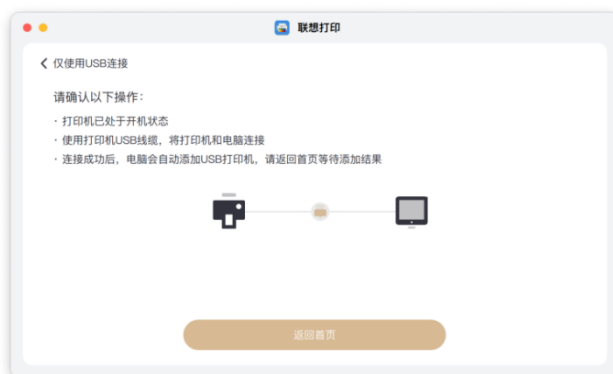 联想打印
仅使用USB连接
请确认以下操作：
· 打印机已处于开机状态
· 使用打印机USB线缆，将打印机和电脑连接
· 连接成功后，电脑会自动添加USB打印机，请返回首页等待添加结果
返回首页